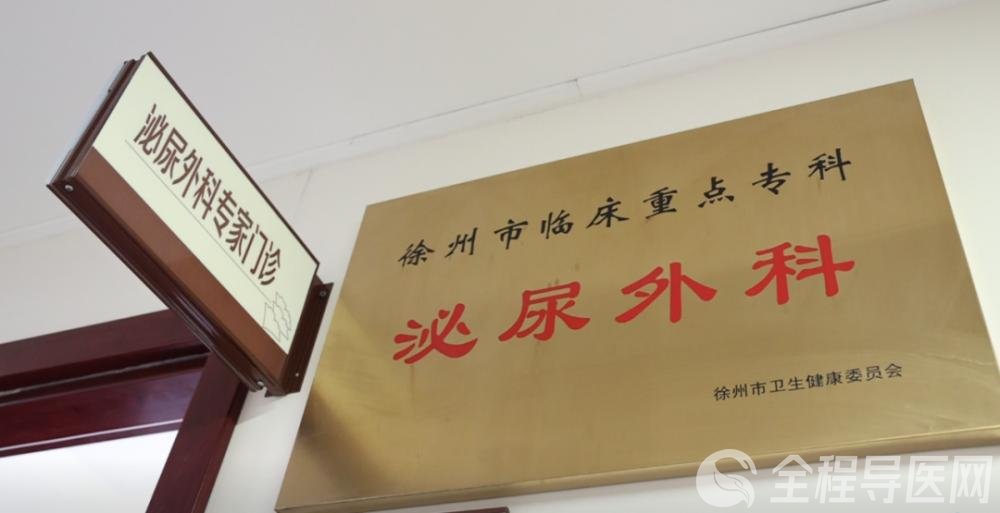 泌尿外科专家门诊
徐州市临床重点专科
泌尿外科
徐州市卫生健康委员会
全程导医网